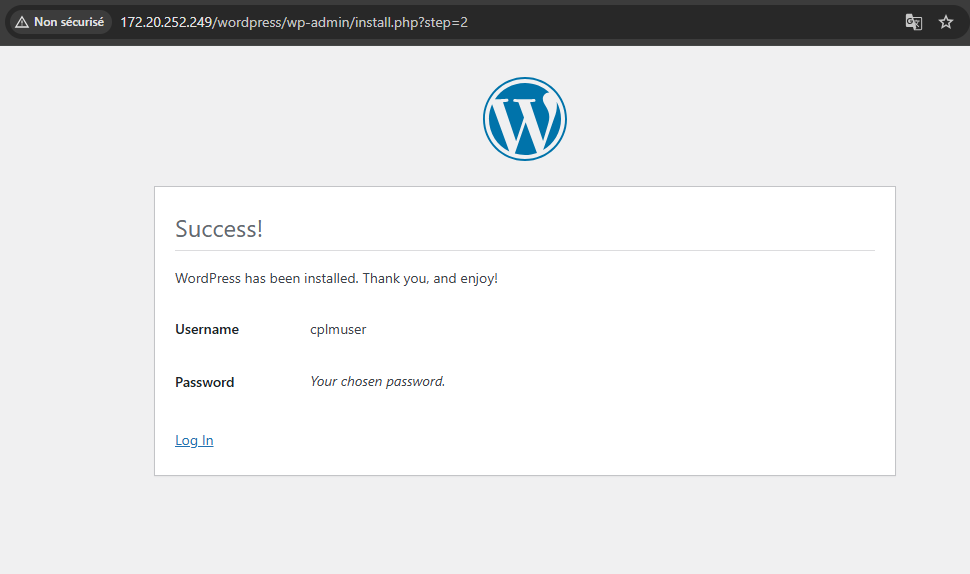 Non sécurisé 172.20.252.249/wordpress/wp-admin/install.php?step=2
W
Success!
WordPress has been installed. Thank you, and enjoy!
Username cplmuser
Password Your chosen password.
Log In